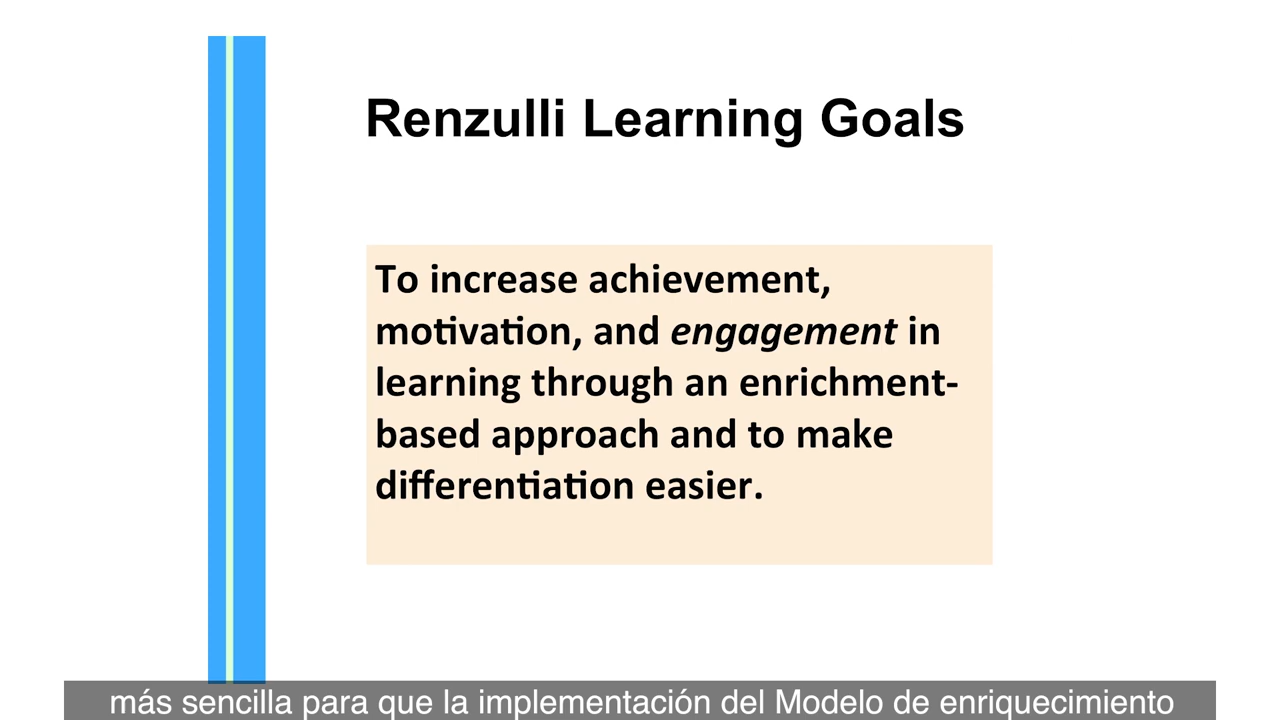 Renzulli Learning Goals
To increase achievement,
motivation, and engagement in
learning through an enrichment-
based approach and to make
differentiation easier.
más sencilla para que la implementación del Modelo de enriquecimiento